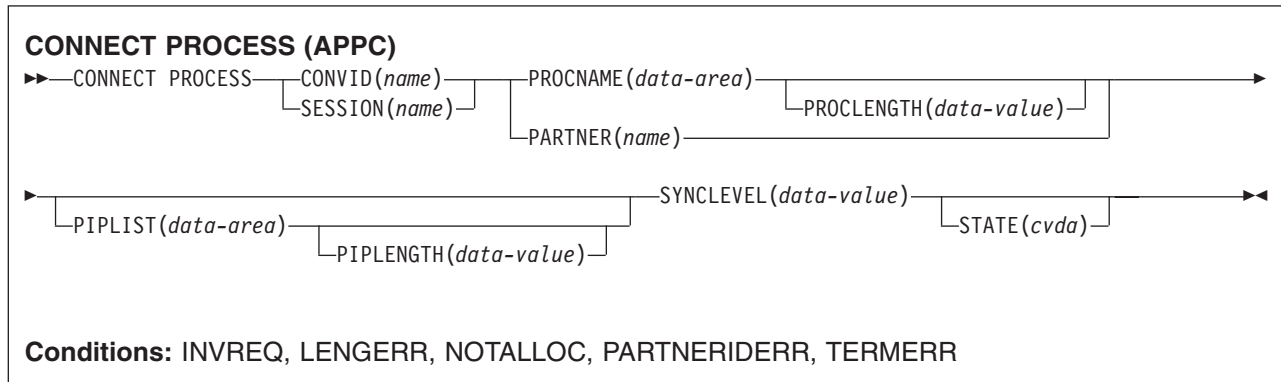 CONNECT PROCESS (APPC)
CONNECT PROCESS CONVID(name) PROCNAME(data-area)
SESSION(name) PROCLENGTH(data-value)
PARTNER(name)
SYNCLEVEL(data-value)
PIPLIST(data-area) STATE(cvda)
PIPLENGTH(data-value)
Conditions: INVREQ, LENGERR, NOTALLOC, PARTNERIDERR, TERMERR